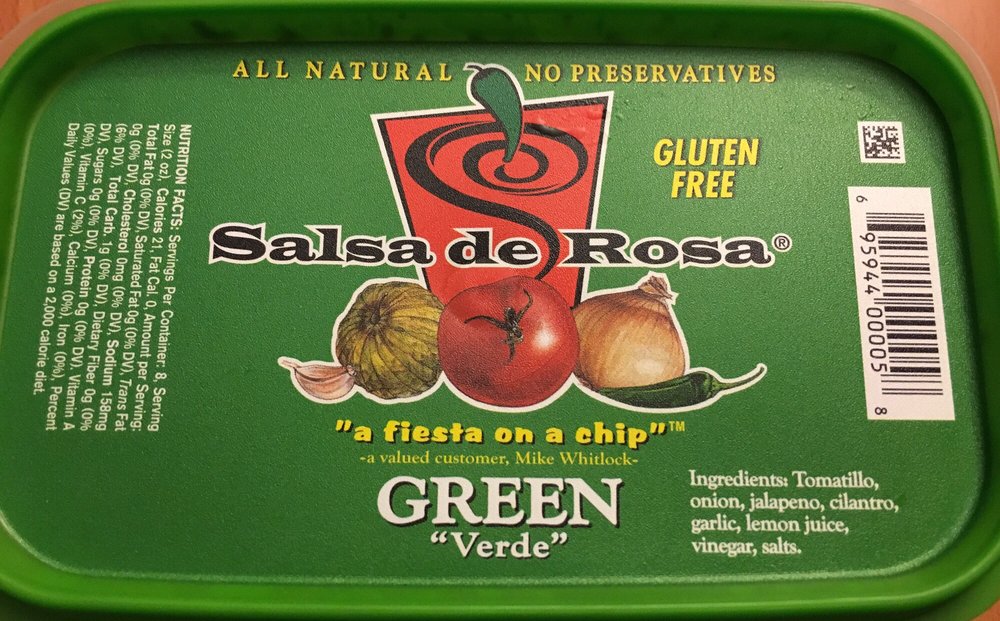 ALL NATURAL NO PRESERVATIVES
GLUTEN
FREE
Salsa de Rosa®
"a fiesta on a chip"™
-a valued customer, Mike Whitlock-
GREEN
"Verde"
Ingredients: Tomatillo,
onion, jalapeno, cilantro,
garlic, lemon juice,
vinegar, salts.
NUTRITION FACTS: Servings Per Container: 8, Serving
Size (2 oz), Calories 21, Fat Cal. 0, Amount per Serving:
Total Fat 0g (0% DV), Saturated Fat 0g (0% DV), Trans Fat
0g (0% DV), Cholesterol 0mg (0% DV), Sodium 158mg
(6% DV), Total Carb. 1g (0% DV), Dietary Fiber 0g (0%
DV), Sugars 0g (0% DV), Protein 0g (0% DV), Vitamin A
(0%), Vitamin C (2%), Calcium (0%), Iron (0%), Percent
Daily Values (DV) are based on a 2,000 calorie diet.
6 95944 00005 8